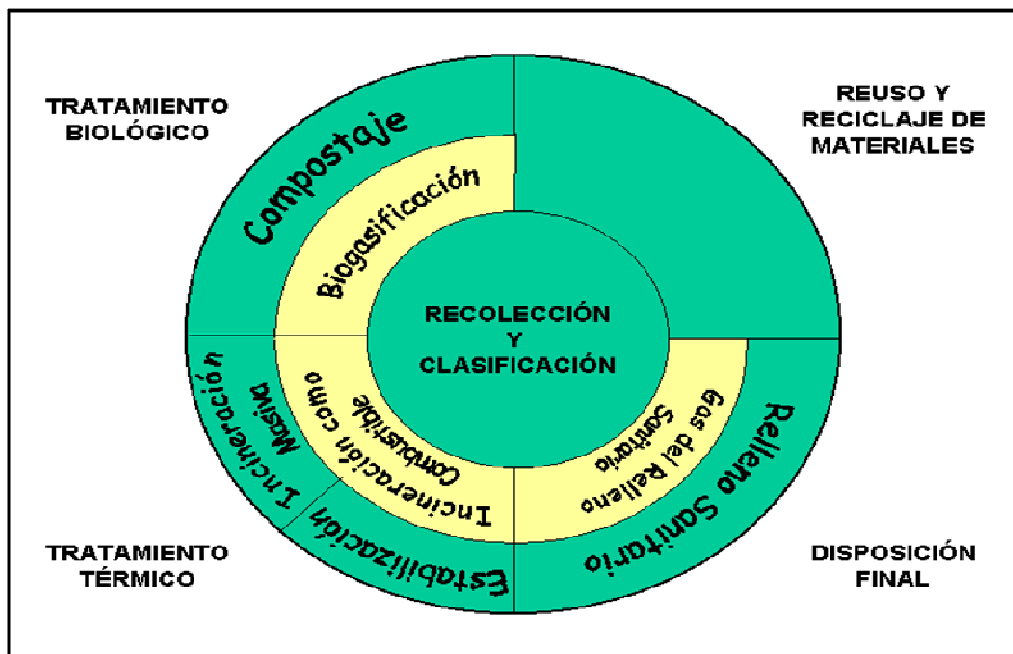 TRATAMIENTO
BIOLÓGICO
REUSO Y
RECICLAJE DE
MATERIALES
Compostaje
Biogasificación
RECOLECCIÓN
Y
CLASIFICACIÓN
Incineración
Masiva
Incineración como
Combustible
Estabilización
Gas del Relleno
Sanitario
Relleno Sanitario
TRATAMIENTO
TÉRMICO
DISPOSICIÓN
FINAL